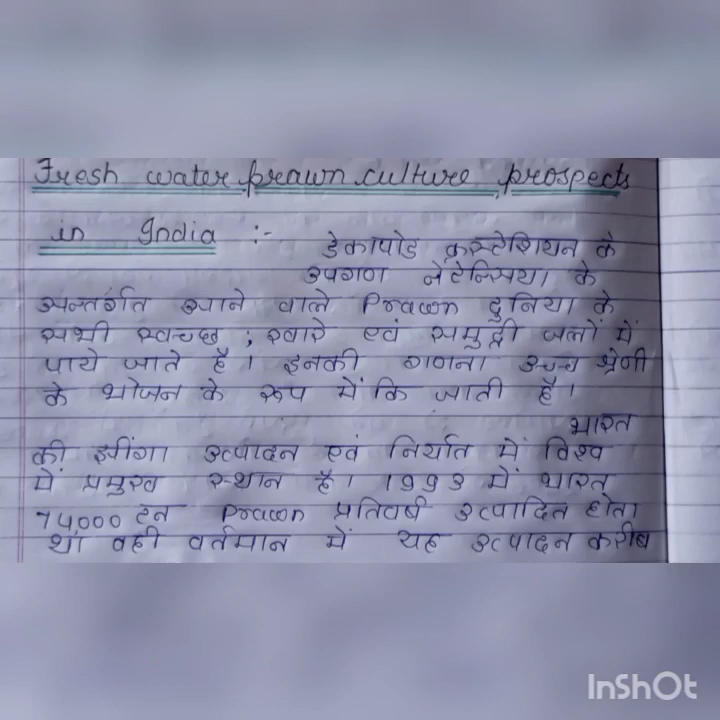 Fresh water prawn culture prospects
in India :-
डेकापोड क्रस्टेशियन के
उपगण नेटेन्सिया के
अन्तर्गत आने वाले Prawn दुनिया के
सभी स्वच्छ, खारे एवं समुद्री जलों में
पाये जाते है। इनकी गणना उच्च श्रेणी
के भोजन के रूप में कि जाती है।
भारत
की झींगा उत्पादन एवं निर्यात में विश्व
में प्रमुख स्थान है। 1993 में भारत
74000 टन Prawn प्रतिवर्ष उत्पादित होता
था वही वर्तमान में यह उत्पादन करीब
InShOt